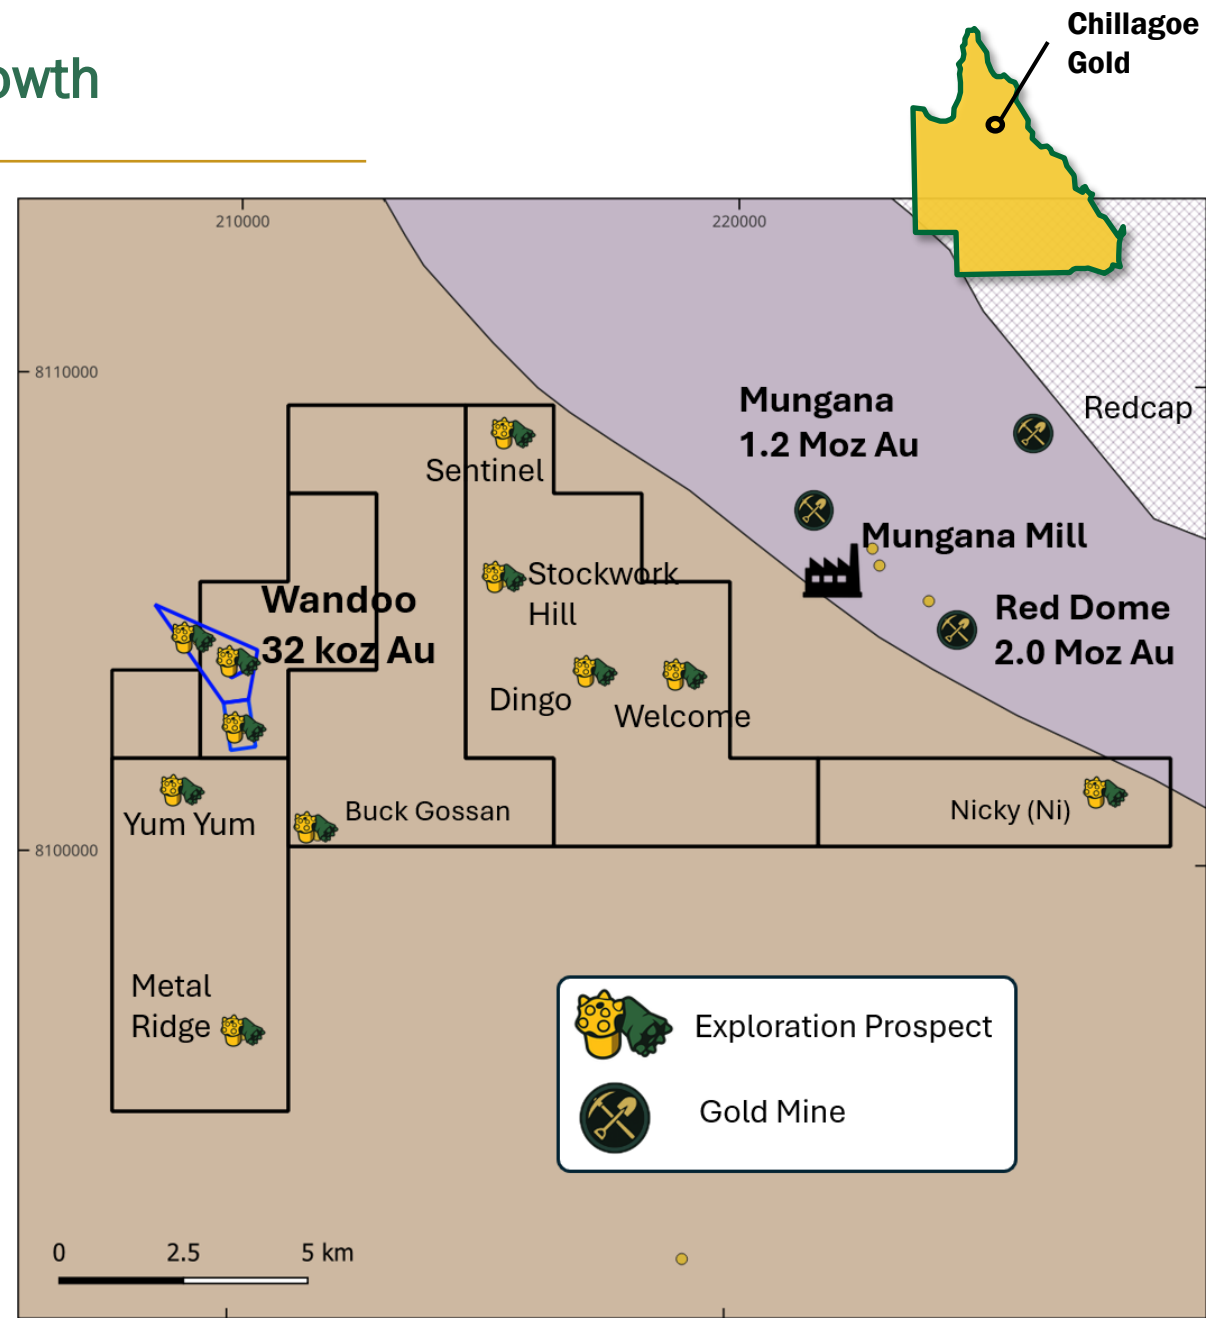 owth
Chillagoe
Gold
210000
220000
8110000
Mungana
1.2 Moz Au
Redcap
Sentinel
Mungana Mill
Stockwork
Hill
Wandoo
32 koz Au
Red Dome
2.0 Moz Au
Dingo
Welcome
Yum Yum
Buck Gossan
Nicky (Ni)
8100000
Metal
Ridge
Exploration Prospect
Gold Mine
0 2.5 5 km